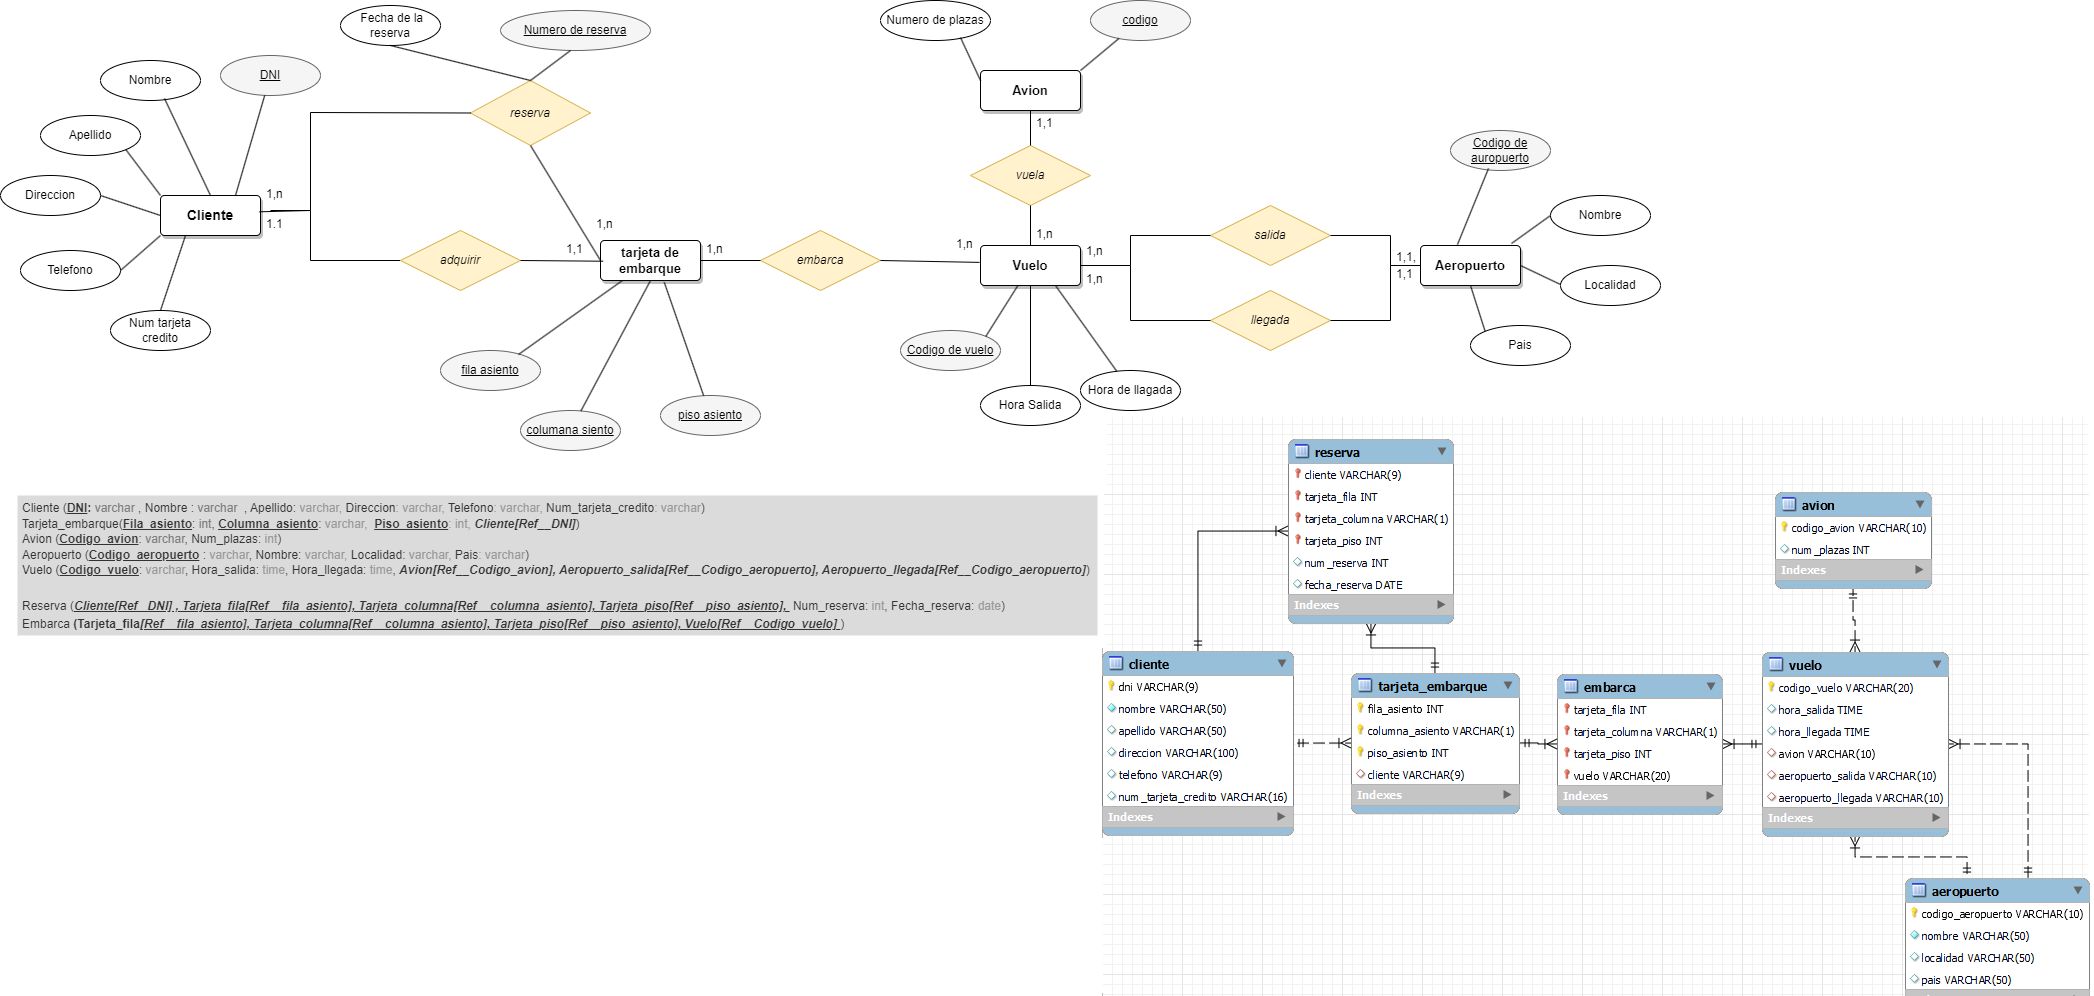 Fecha de la
reserva
Numero de reserva
Numero de plazas
codigo
Nombre
DNI
Avion
Apellido
reserva
1,1
Codigo de
auropuerto
Direccion
vuela
1,n
Cliente
1.1
Nombre
Telefono
adquirir
1,n
1,1
tarjeta de
embarque
1,n
embarca
1,n
1,n
Vuelo
1,n
1,n
salida
llegada
1,1,
1,1
Aeropuerto
Localidad
Pais
Num tarjeta
credito
fila asiento
columana siento
piso asiento
Codigo de vuelo
Hora Salida
Hora de llagada
Cliente (DNI: varchar , Nombre : varchar , Apellido: varchar, Direccion: varchar, Telefono: varchar, Num_tarjeta_credito: varchar)
Tarjeta_embarque(Fila_asiento: int, Columna_asiento: varchar, Piso_asiento: int, Cliente[Ref__DNI])
Avion (Codigo_avion: varchar, Num_plazas: int)
Aeropuerto (Codigo_aeropuerto : varchar, Nombre: varchar, Localidad: varchar, Pais: varchar)
Vuelo (Codigo_vuelo: varchar, Hora_salida: time, Hora_llegada: time, Avion[Ref__Codigo_avion], Aeropuerto_salida[Ref__Codigo_aeropuerto], Aeropuerto_llegada[Ref__Codigo_aeropuerto])
Reserva (Cliente[Ref__DNI] , Tarjeta_fila[Ref__fila_asiento], Tarjeta_columna[Ref__columna_asiento], Tarjeta_piso[Ref__piso_asiento], Num_reserva: int, Fecha_reserva: date)
Embarca (Tarjeta_fila[Ref__fila_asiento], Tarjeta_columna[Ref__columna_asiento], Tarjeta_piso[Ref__piso_asiento], Vuelo[Ref__Codigo_vuelo] )
reserva
cliente VARCHAR(9)
tarjeta_fila INT
tarjeta_columna VARCHAR(1)
tarjeta_piso INT
num_reserva INT
fecha_reserva DATE
Indexes
avion
codigo_avion VARCHAR(10)
num_plazas INT
Indexes
cliente
dni VARCHAR(9)
nombre VARCHAR(50)
apellido VARCHAR(50)
direccion VARCHAR(100)
telefono VARCHAR(9)
num_tarjeta_credito VARCHAR(16)
Indexes
tarjeta_embarque
fila_asiento INT
columna_asiento VARCHAR(1)
piso_asiento INT
cliente VARCHAR(9)
Indexes
embarca
tarjeta_fila INT
tarjeta_columna VARCHAR(1)
tarjeta_piso INT
vuelo VARCHAR(20)
Indexes
vuelo
codigo_vuelo VARCHAR(20)
hora_salida TIME
hora_llegada TIME
avion VARCHAR(10)
aeropuerto_salida VARCHAR(10)
aeropuerto_llegada VARCHAR(10)
Indexes
aeropuerto
codigo_aeropuerto VARCHAR(10)
nombre VARCHAR(50)
localidad VARCHAR(50)
pais VARCHAR(50)